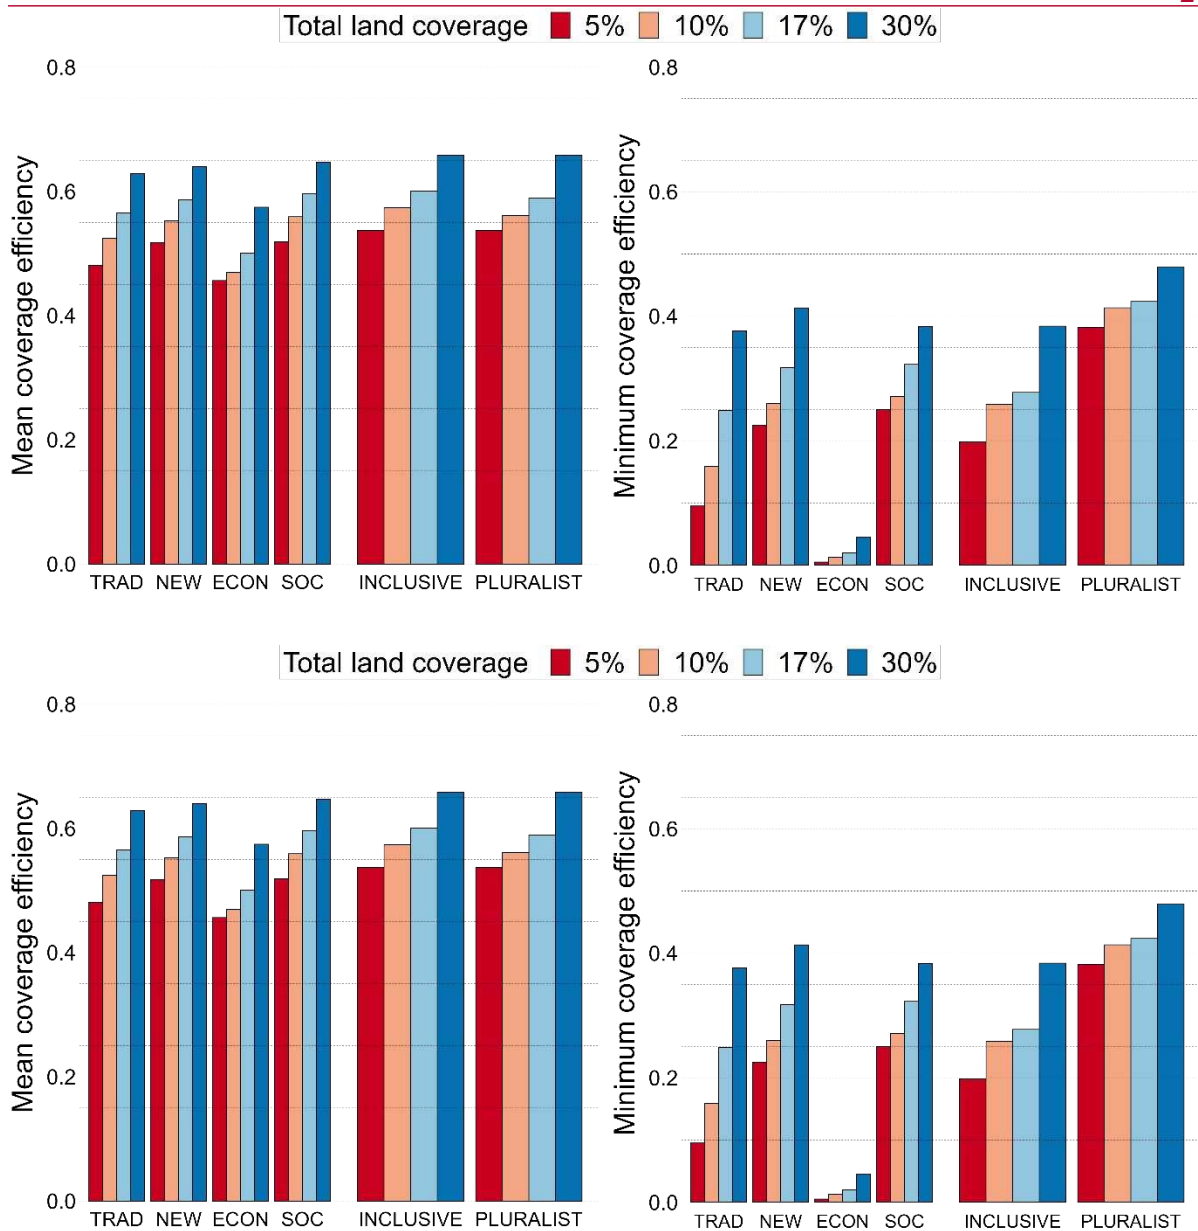 Total land coverage 5% 10% 17% 30%
Mean coverage efficiency
0.8
0.6
0.4
0.2
0.0
TRAD NEW ECON SOC INCLUSIVE PLURALIST
Minimum coverage efficiency
0.8
0.6
0.4
0.2
0.0
TRAD NEW ECON SOC INCLUSIVE PLURALIST
Total land coverage 5% 10% 17% 30%
Mean coverage efficiency
0.8
0.6
0.4
0.2
0.0
TRAD NEW ECON SOC INCLUSIVE PLURALIST
Minimum coverage efficiency
0.8
0.6
0.4
0.2
0.0
TRAD NEW ECON SOC INCLUSIVE PLURALIST